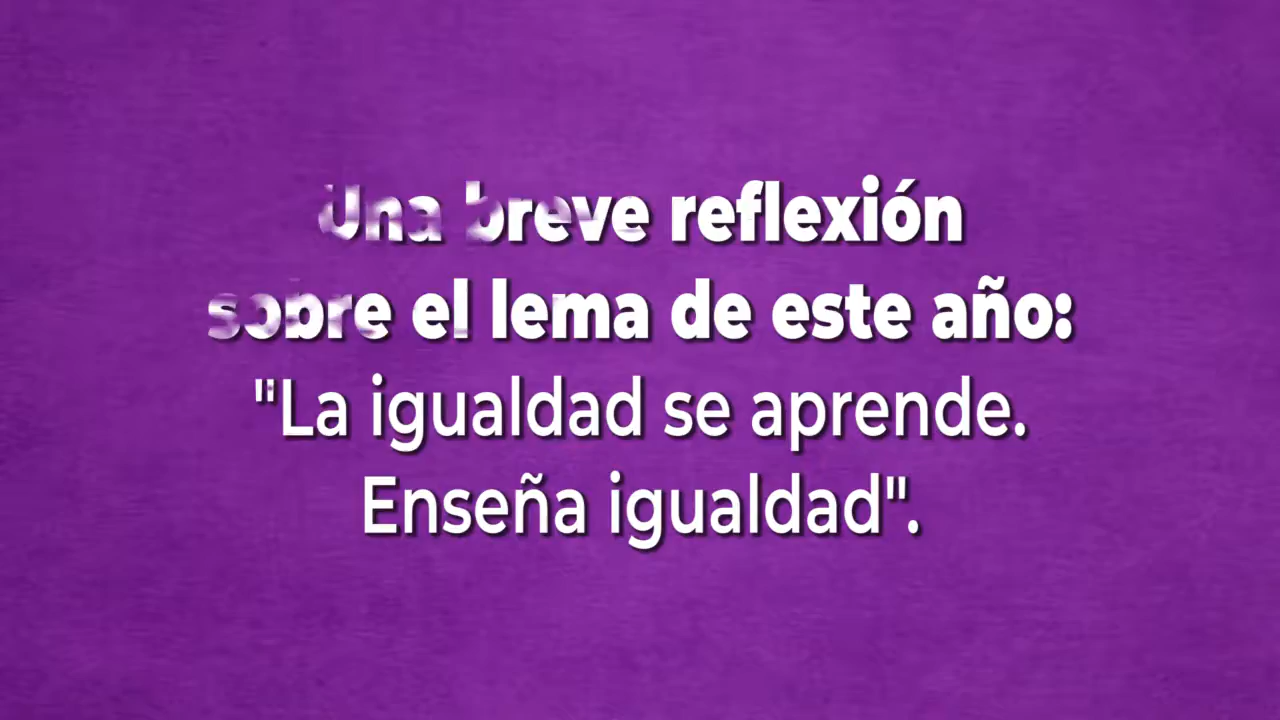 Una breve reflexión
sobre el lema de este año:
"La igualdad se aprende.
Enseña igualdad".